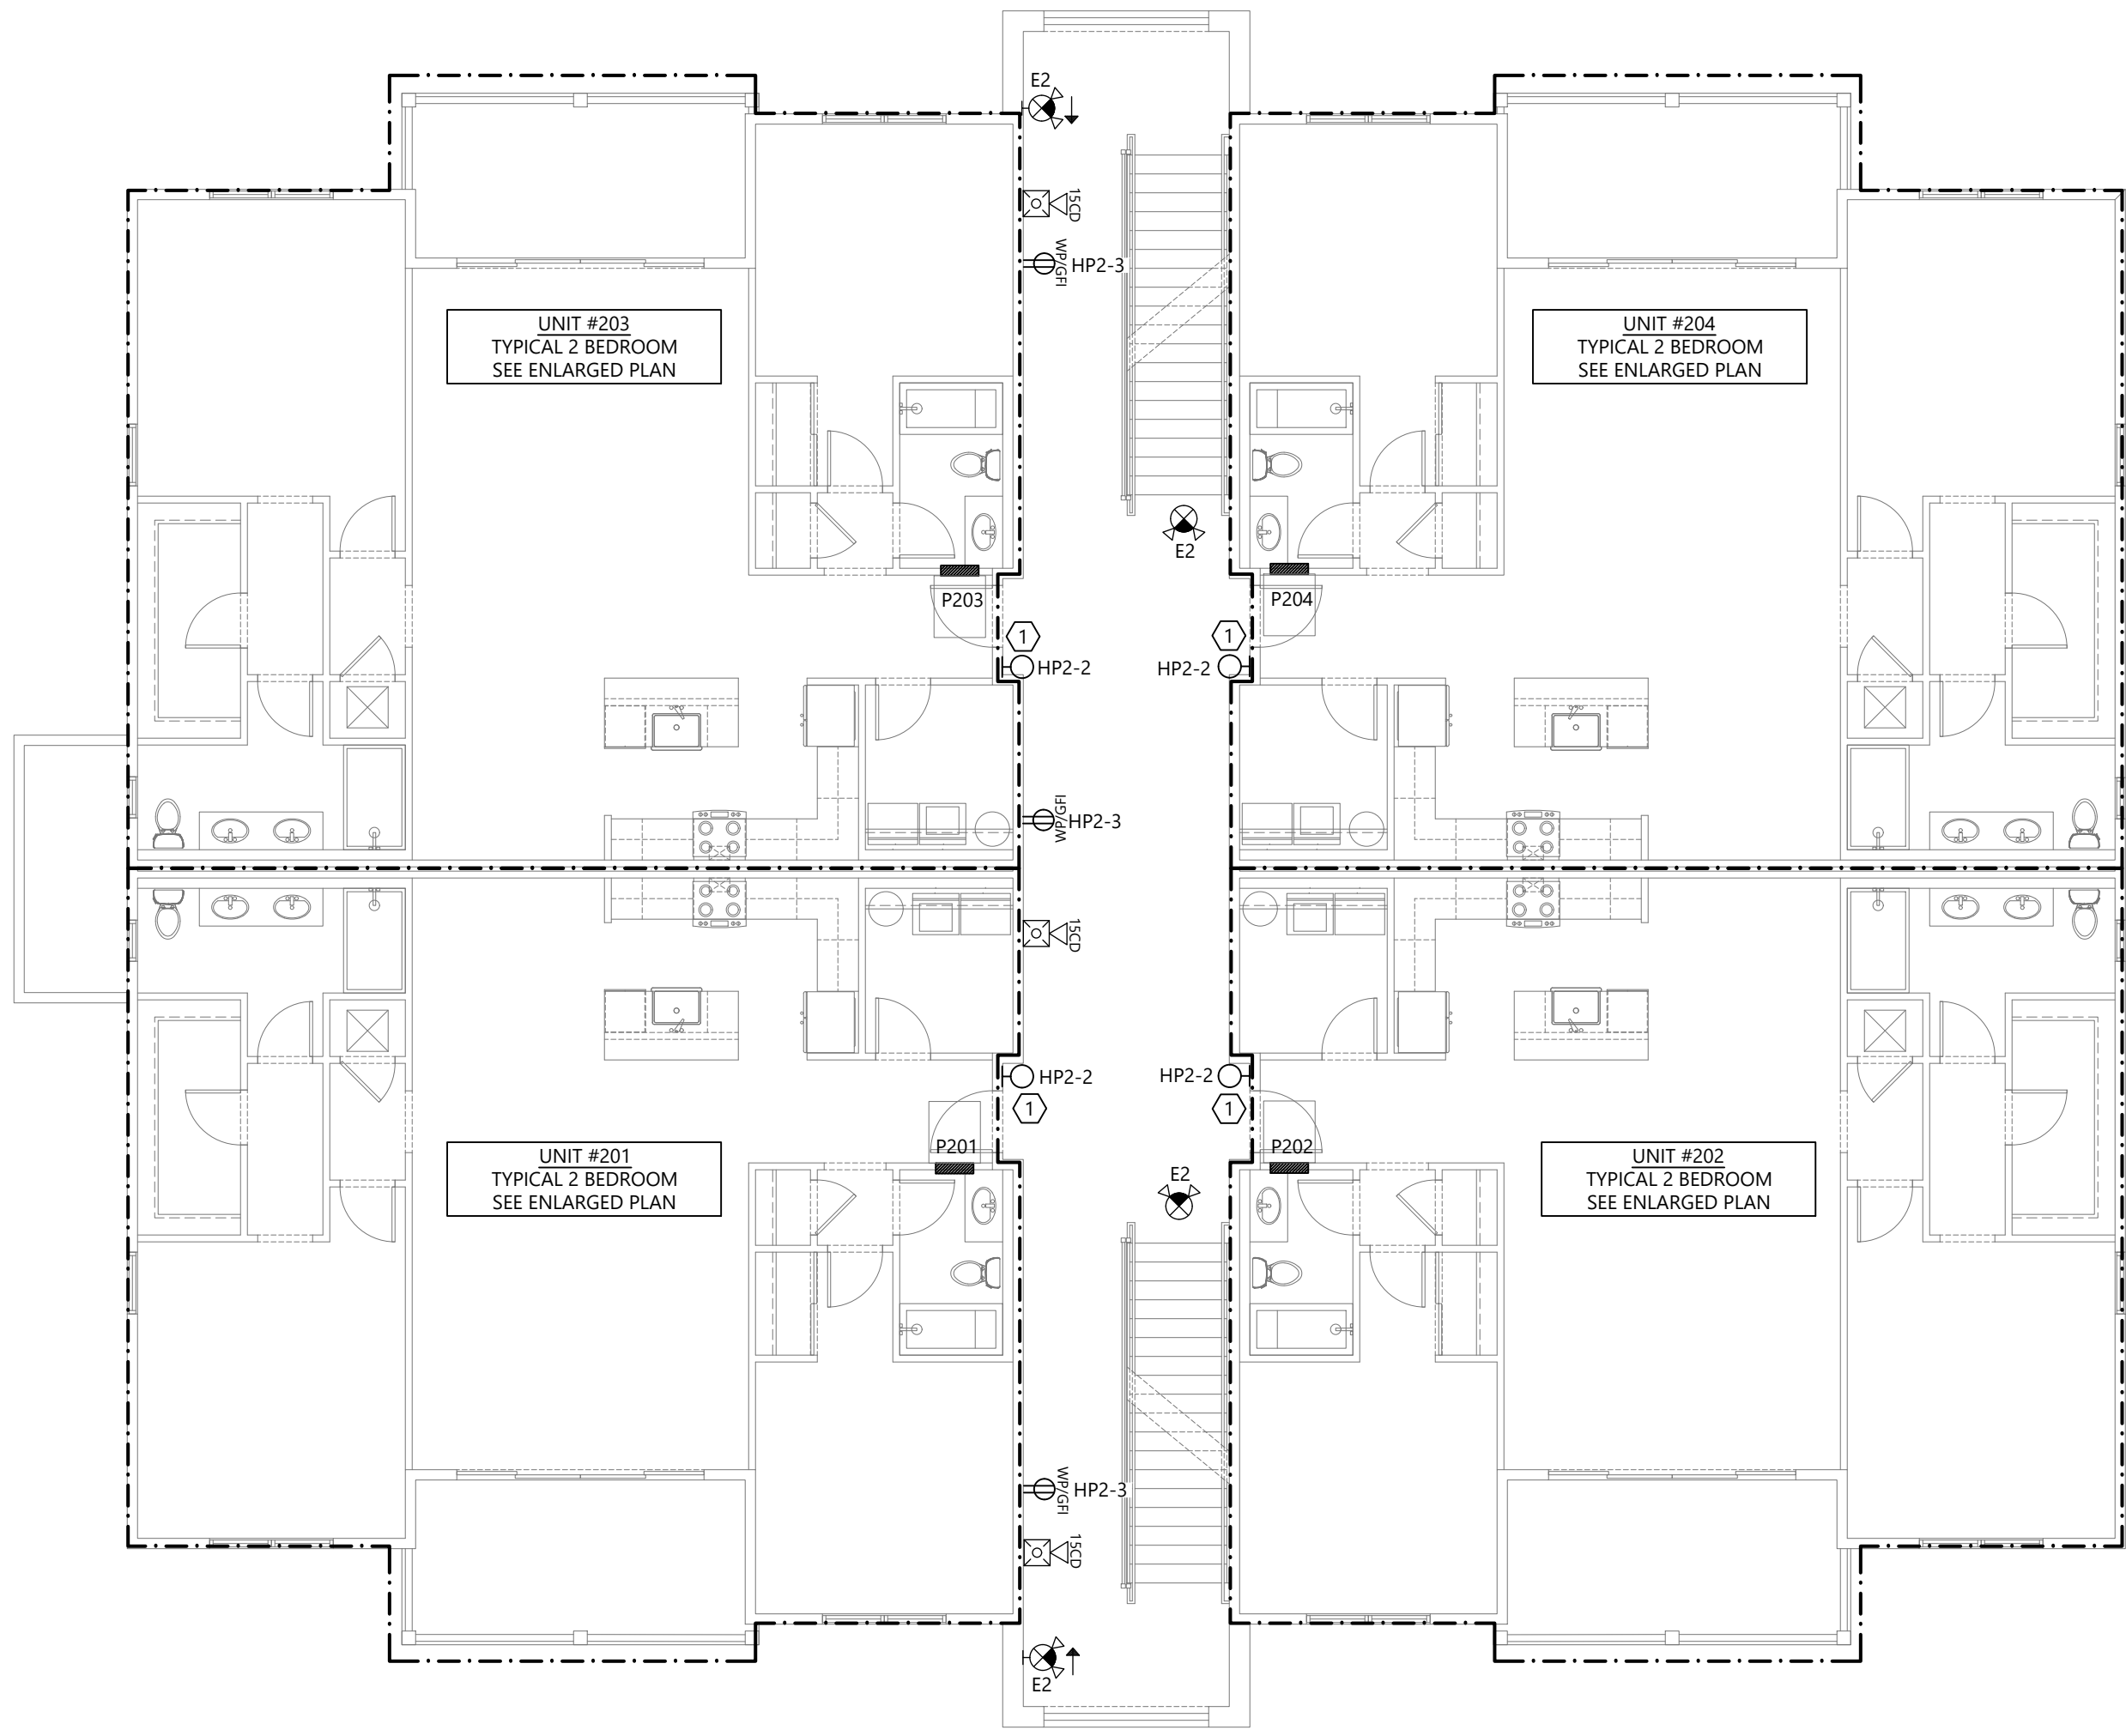 E2
15CD
WP/GFI
HP2-3
UNIT #203
TYPICAL 2 BEDROOM
SEE ENLARGED PLAN
UNIT #204
TYPICAL 2 BEDROOM
SEE ENLARGED PLAN
E2
P203
P204
1
1
HP2-2
HP2-2
WP/GFI
HP2-3
15CD
HP2-2
HP2-2
1
1
P201
P202
UNIT #201
TYPICAL 2 BEDROOM
SEE ENLARGED PLAN
E2
UNIT #202
TYPICAL 2 BEDROOM
SEE ENLARGED PLAN
WP/GFI
HP2-3
15CD
E2